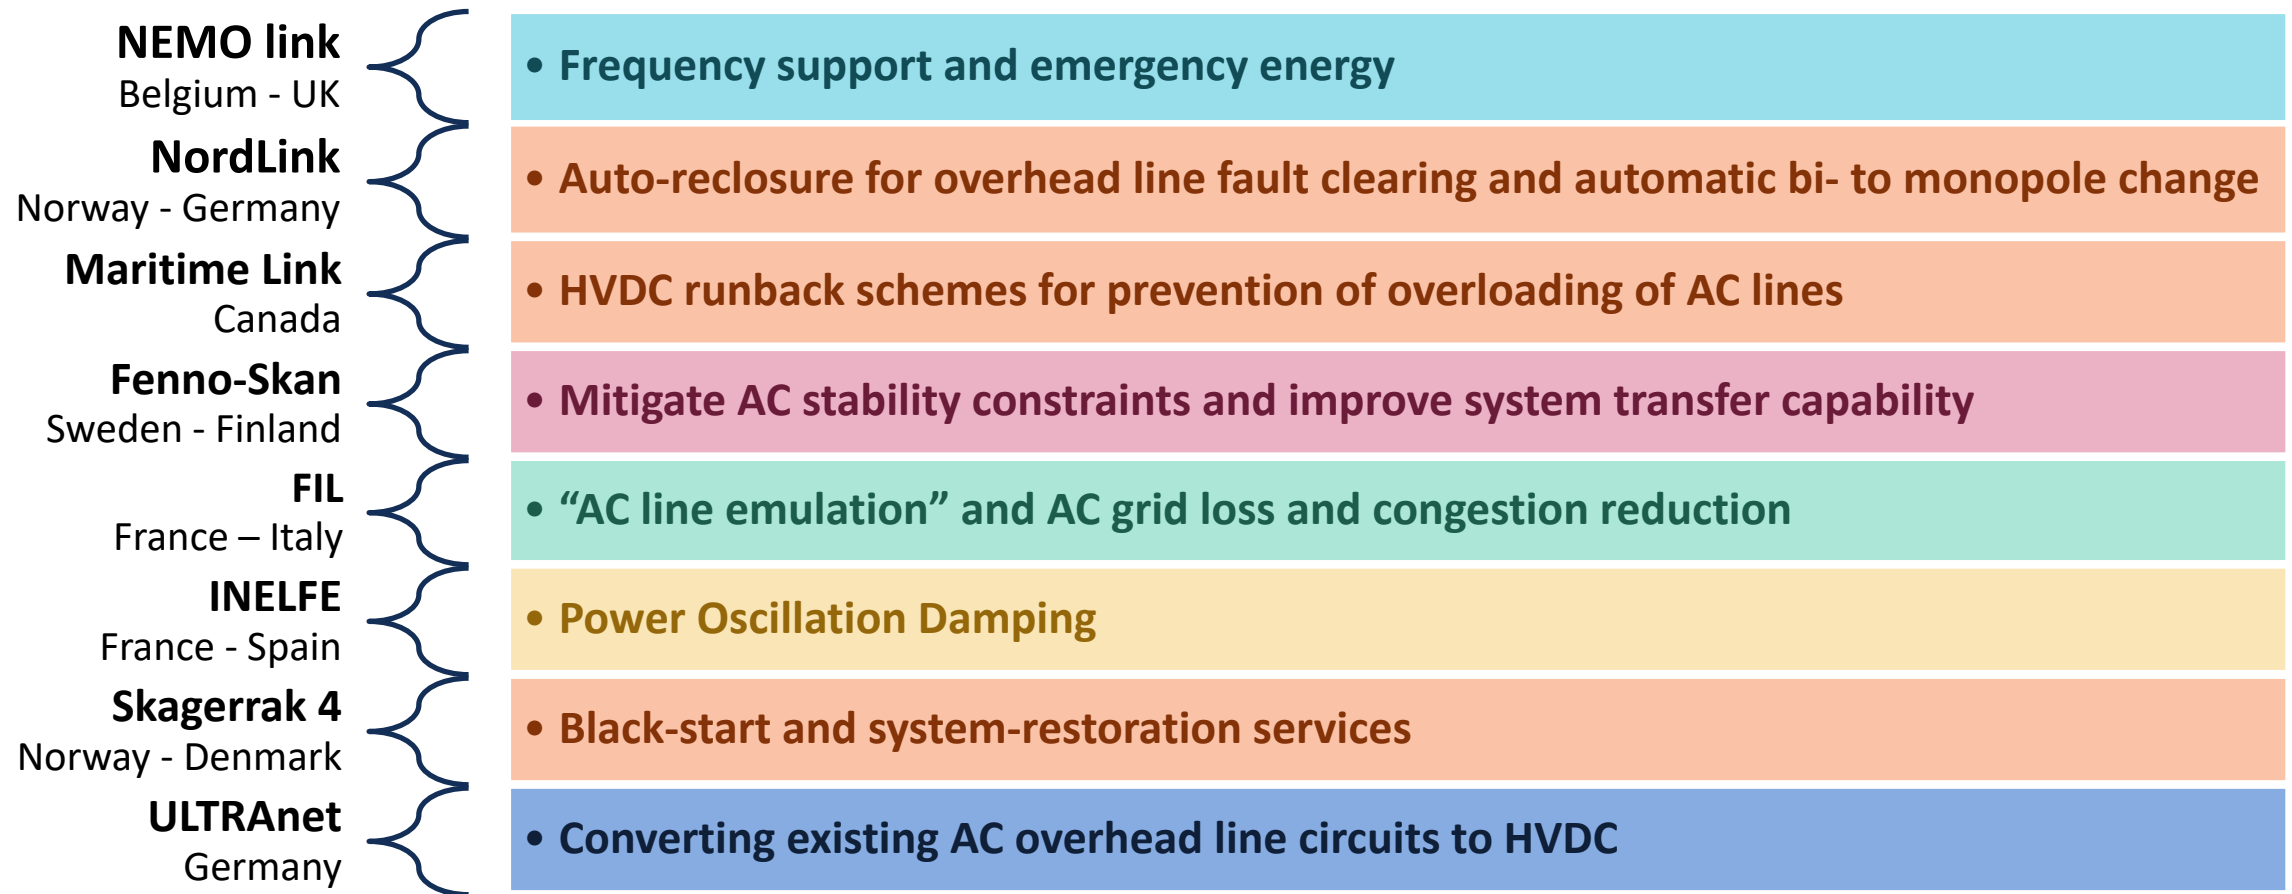 NEMO link
Belgium - UK
• Frequency support and emergency energy
NordLink
Norway - Germany
• Auto-reclosure for overhead line fault clearing and automatic bi- to monopole change
Maritime Link
Canada
• HVDC runback schemes for prevention of overloading of AC lines
Fenno-Skan
Sweden - Finland
• Mitigate AC stability constraints and improve system transfer capability
FIL
France – Italy
• “AC line emulation” and AC grid loss and congestion reduction
INELFE
France - Spain
• Power Oscillation Damping
Skagerrak 4
Norway - Denmark
• Black-start and system-restoration services
ULTRAnet
Germany
• Converting existing AC overhead line circuits to HVDC